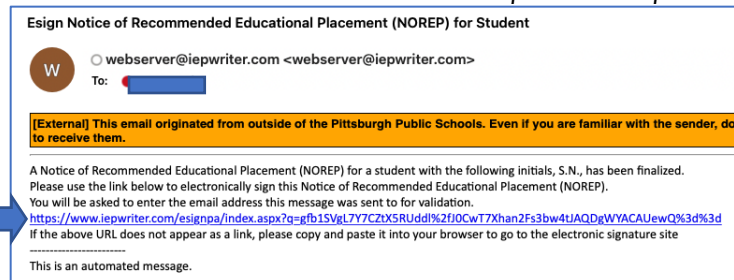 Esign Notice of Recommended Educational Placement (NOREP) for Student
W
webserver@iepwriter.com <webserver@iepwriter.com>
To:
[External] This email originated from outside of the Pittsburgh Public Schools. Even if you are familiar with the sender, do
to receive them.
A Notice of Recommended Educational Placement (NOREP) for a student with the following initials, S.N., has been finalized.
Please use the link below to electronically sign this Notice of Recommended Educational Placement (NOREP).
You will be asked to enter the email address this message was sent to for validation.
https://www.iepwriter.com/esignpa/index.aspx?q=gfb1SVgL7Y7CZtX5RUddl%2fJ0CwT7Xhan2Fs3bw4tJAQDgWYACAUewQ%3d%3d
If the above URL does not appear as a link, please copy and paste it into your browser to go to the electronic signature site
------------------------
This is an automated message.